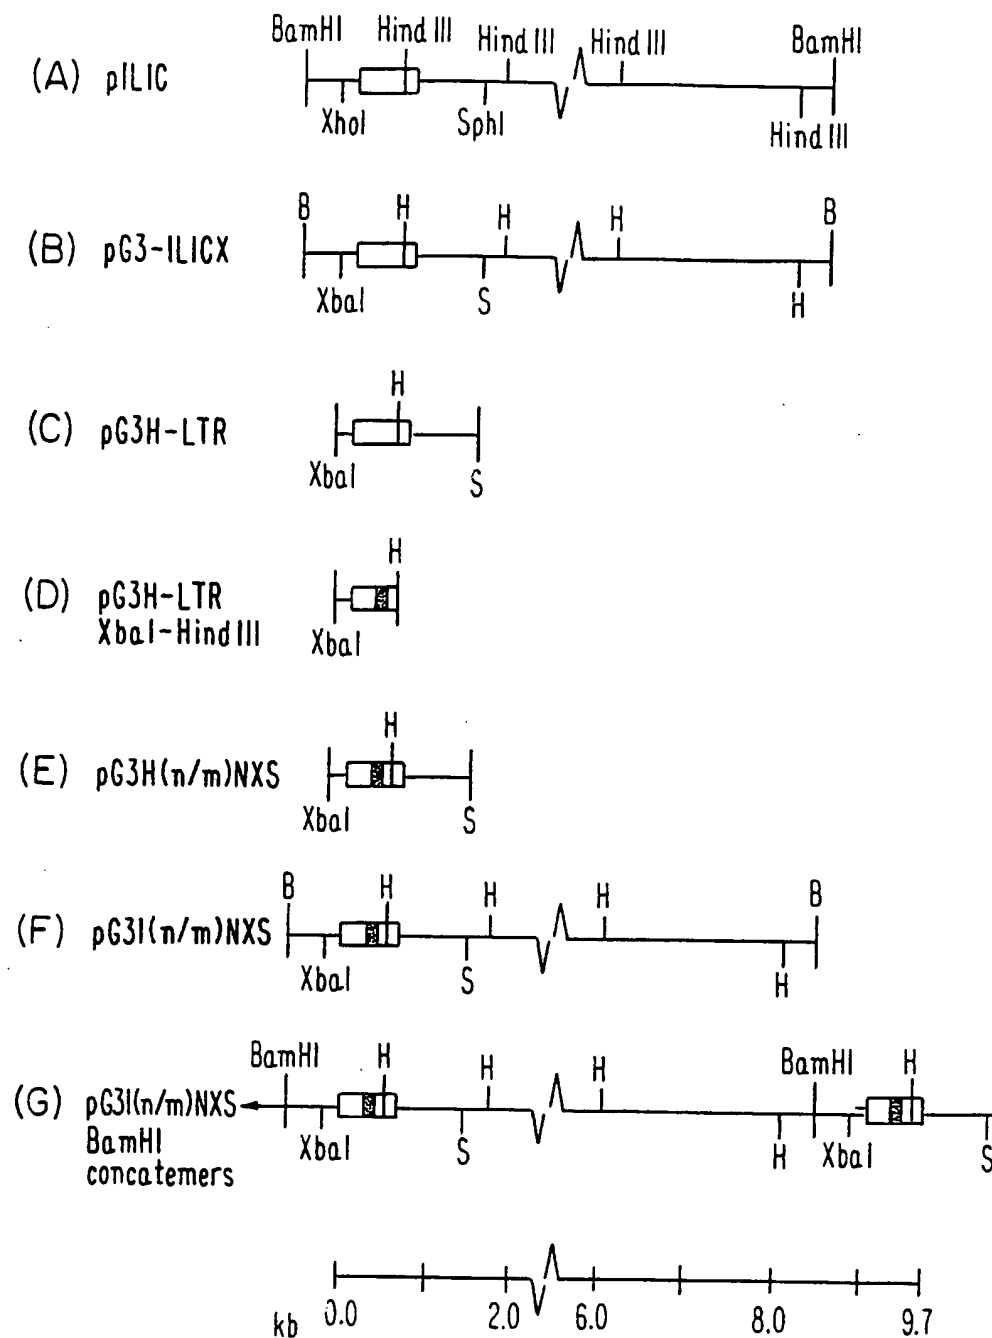 BamHI Hind III Hind III Hind III BamHI
(A) pILIC
XhoI SphI Hind III
B H H H B
(B) pG3-ILICX
XbaI S H
H
(C) pG3H-LTR
XbaI S
H
(D) pG3H-LTR
XbaI-Hind III
XbaI
H
(E) pG3H(n/m)NXS
XbaI S
B H H H B
(F) pG3I(n/m)NXS
XbaI S H
BamHI H H H BamHI H
(G) pG3I(n/m)NXS
BamHI
concatemers
XbaI S H XbaI S
kb 0.0 2.0 6.0 8.0 9.7